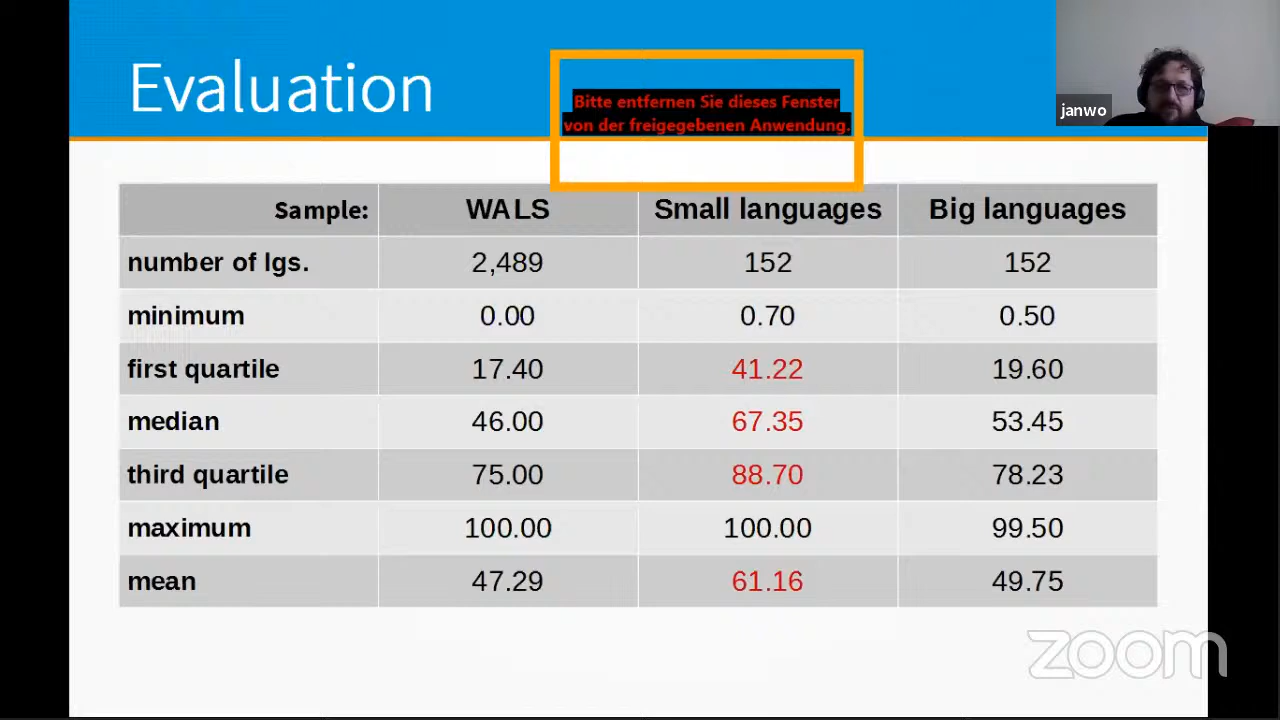 Evaluation
Bitte entfernen Sie dieses Fenster
von der freigegebenen Anwendung.
janwo
Sample: WALS Small languages Big languages
number of lgs. 2,489 152 152
minimum 0.00 0.70 0.50
first quartile 17.40 41.22 19.60
median 46.00 67.35 53.45
third quartile 75.00 88.70 78.23
maximum 100.00 100.00 99.50
mean 47.29 61.16 49.75
zoom